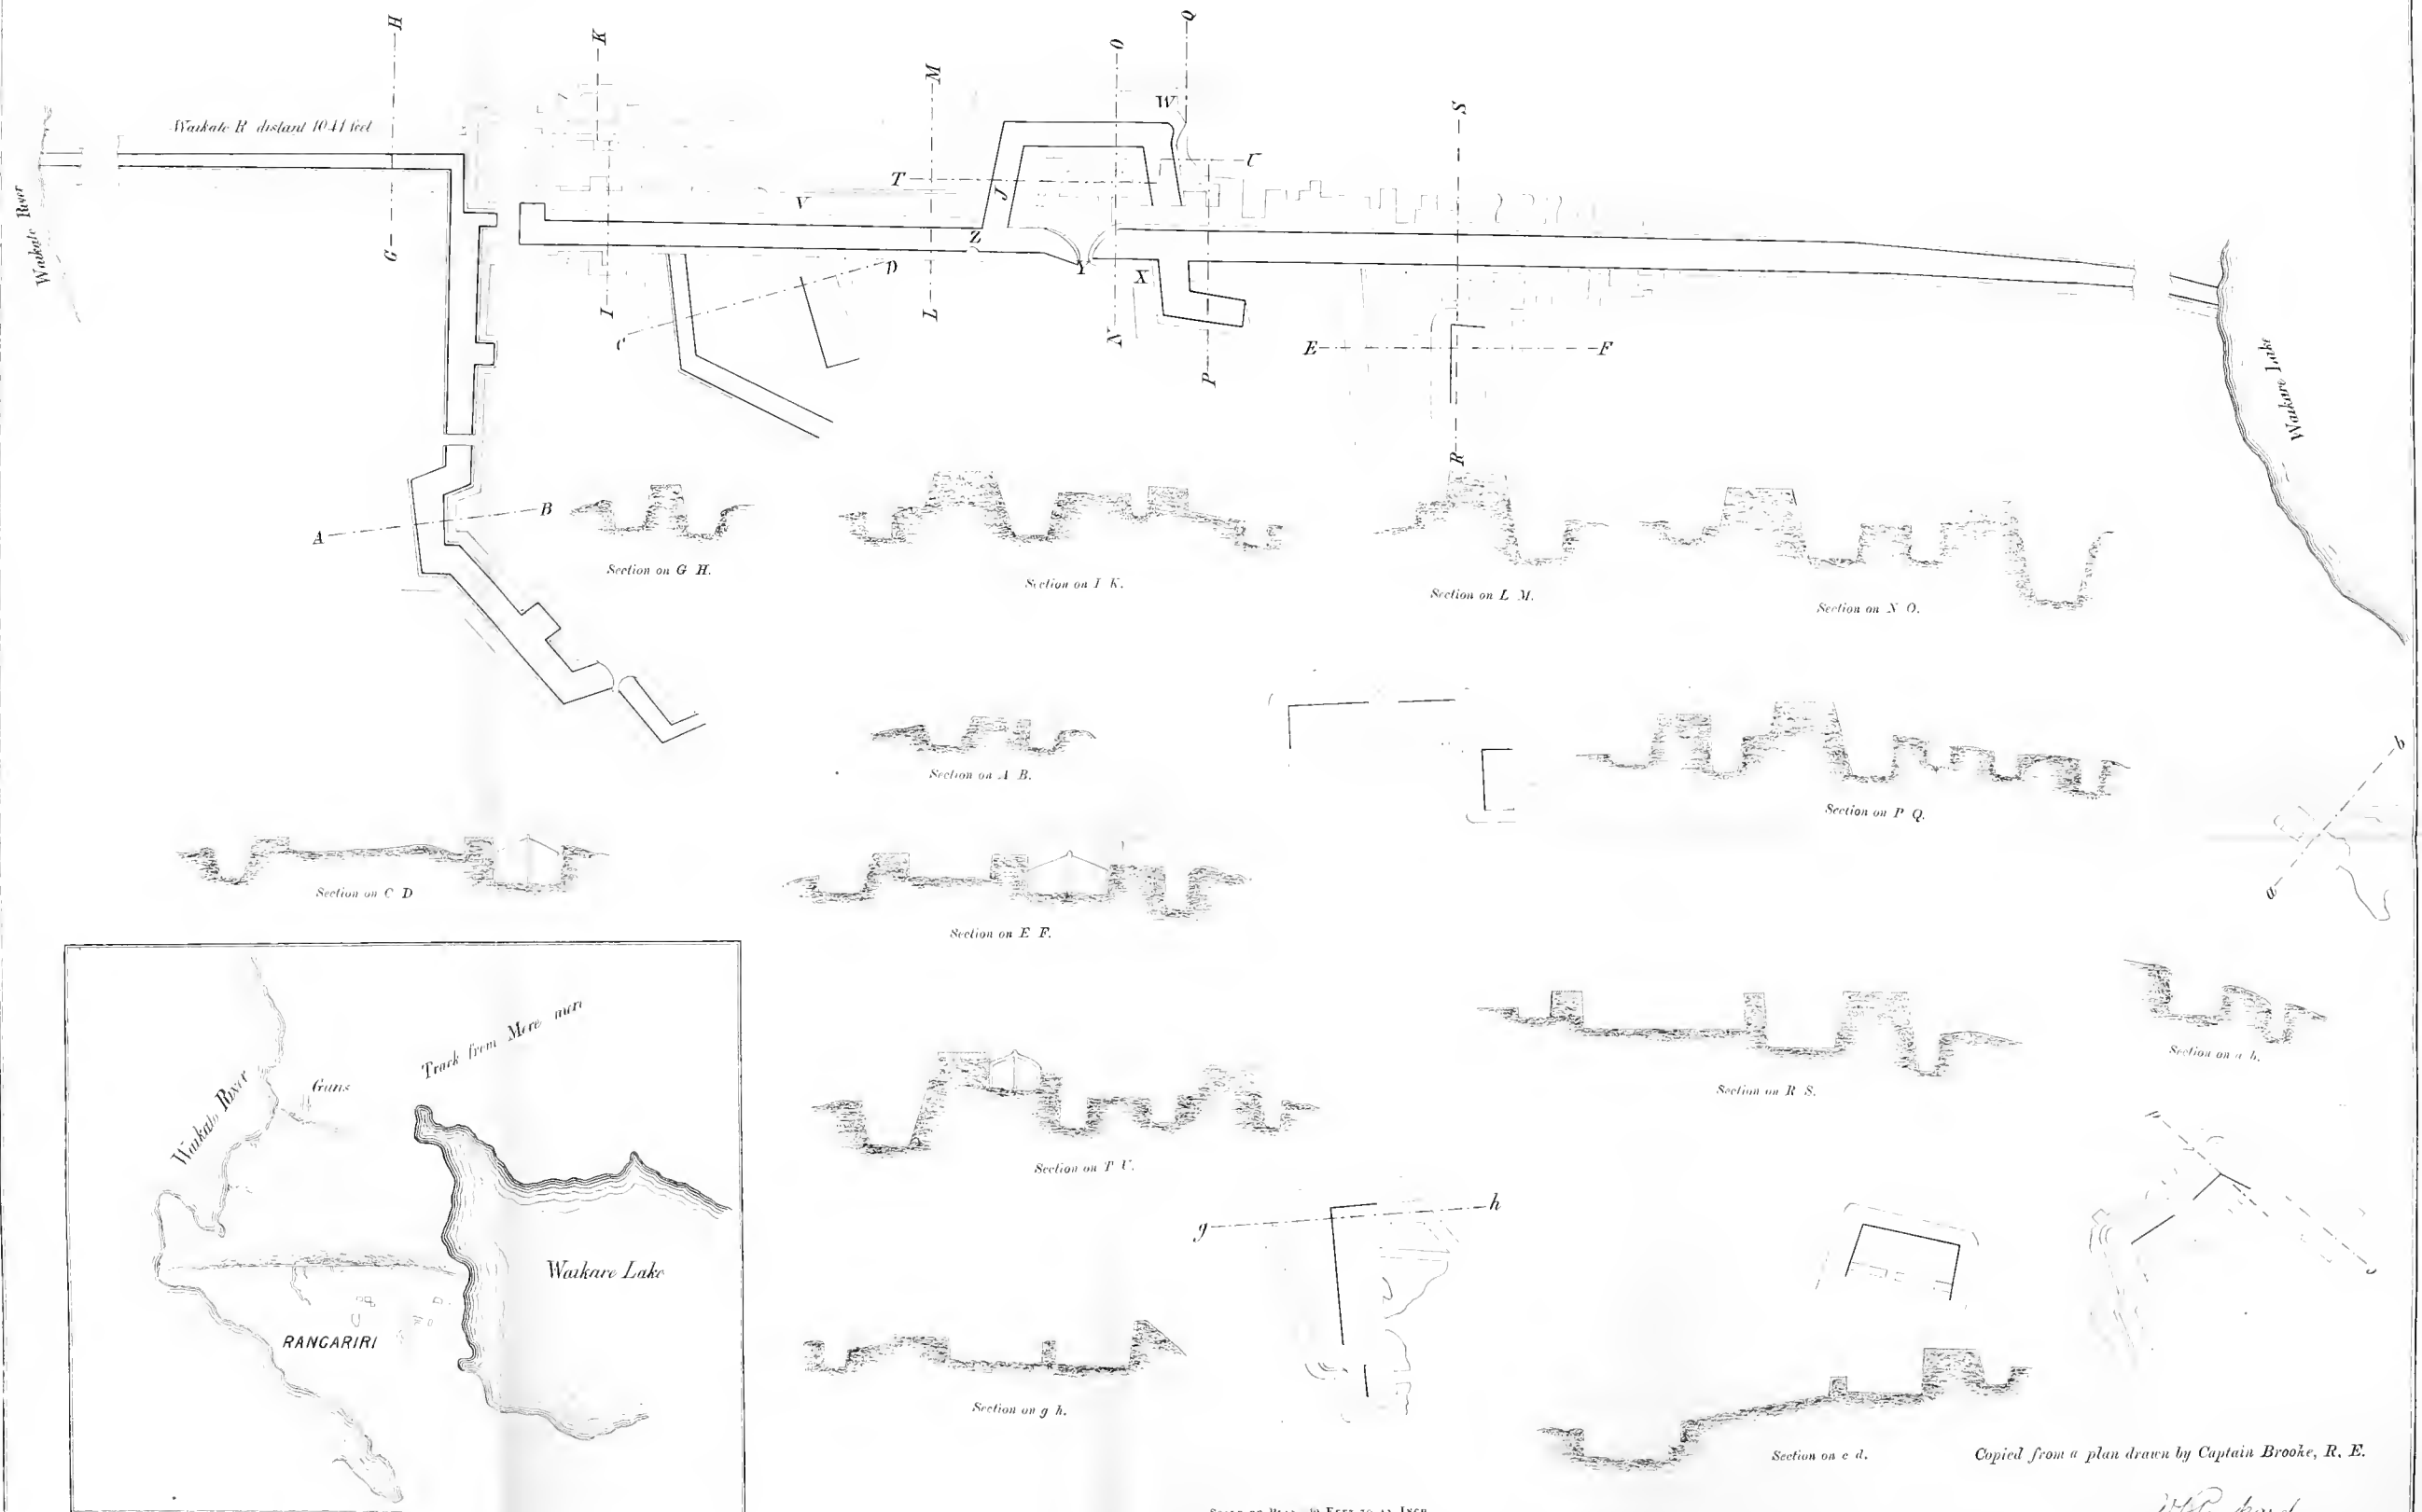 H
K
Q
O
M
W
S
Waikato R distant 1041 feet
U
T
J
V
Waikato River
G
Z
D
Y
X
I
L
C
N
P
E
F
R
Waikare Lake
A
B
Section on G H.
Section on I K.
Section on L M.
Section on N O.
Section on A B.
Section on P Q.
b
a
Section on C D
Section on E F.
Section on R S.
Section on a b.
Track from Mere mere
Guns
Waikato River
Section on T U.
g
h
Waikare Lake
RANGARIRI
Section on g h.
Section on c d.
Copied from a plan drawn by Captain Brooke, R. E.